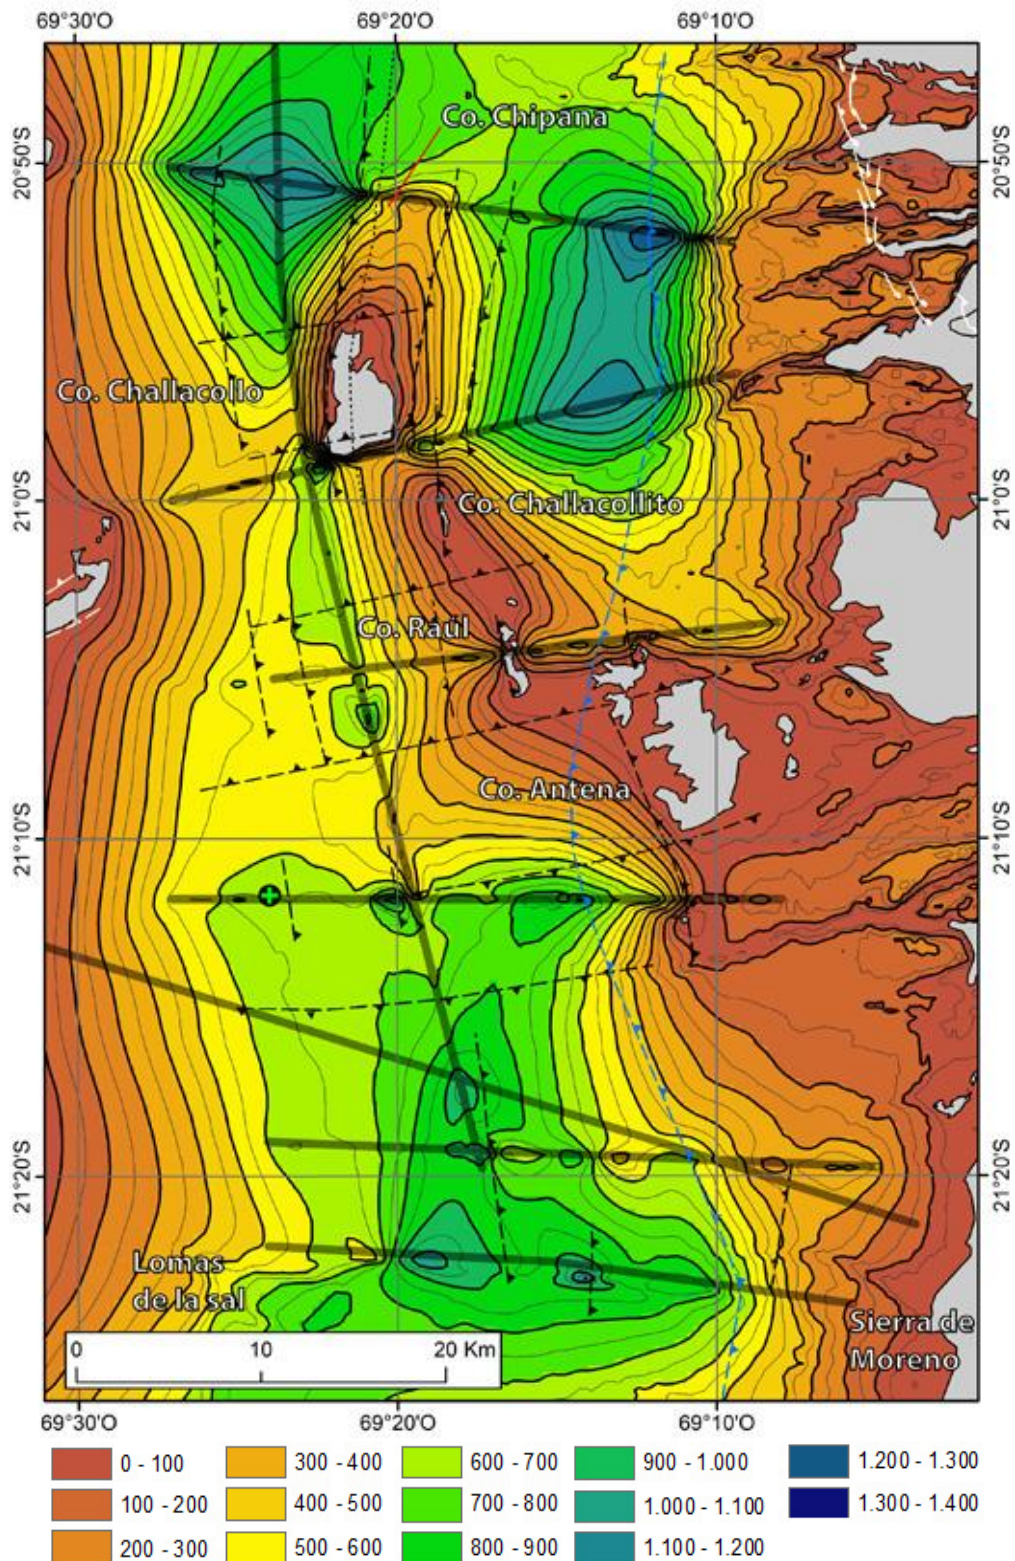 69°30'O 69°20'O 69°10'O
Co. Chipana
20°50'S 20°50'S
Co. Challacollo
21°0'S 21°0'S
Co. Challacollito
Co. Raúl
Co. Antena
21°10'S 21°10'S
21°20'S 21°20'S
Lomas
de la sal
Sierra de
Moreno
0 10 20 Km
69°30'O 69°20'O 69°10'O
0 - 100 300 - 400 600 - 700 900 - 1.000 1.200 - 1.300
100 - 200 400 - 500 700 - 800 1.000 - 1.100 1.300 - 1.400
200 - 300 500 - 600 800 - 900 1.100 - 1.200